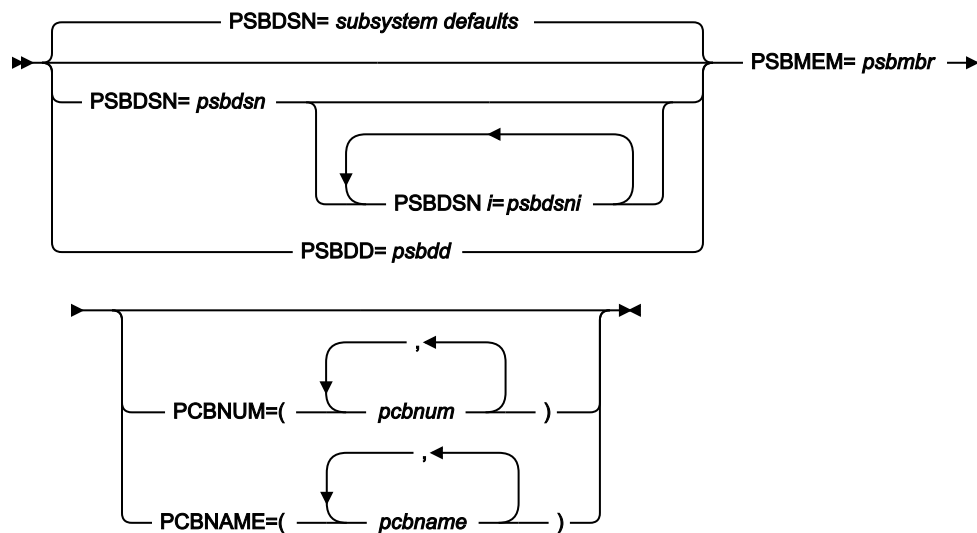 PSBDSN= subsystem defaults
PSBMEM= psbmbr
PSBDSN= psbdsn
PSBDSN i=psbdsni
PSBDD= psbdd
,
PCBNUM=( pcbnum )
,
PCBNAME=( pcbname )